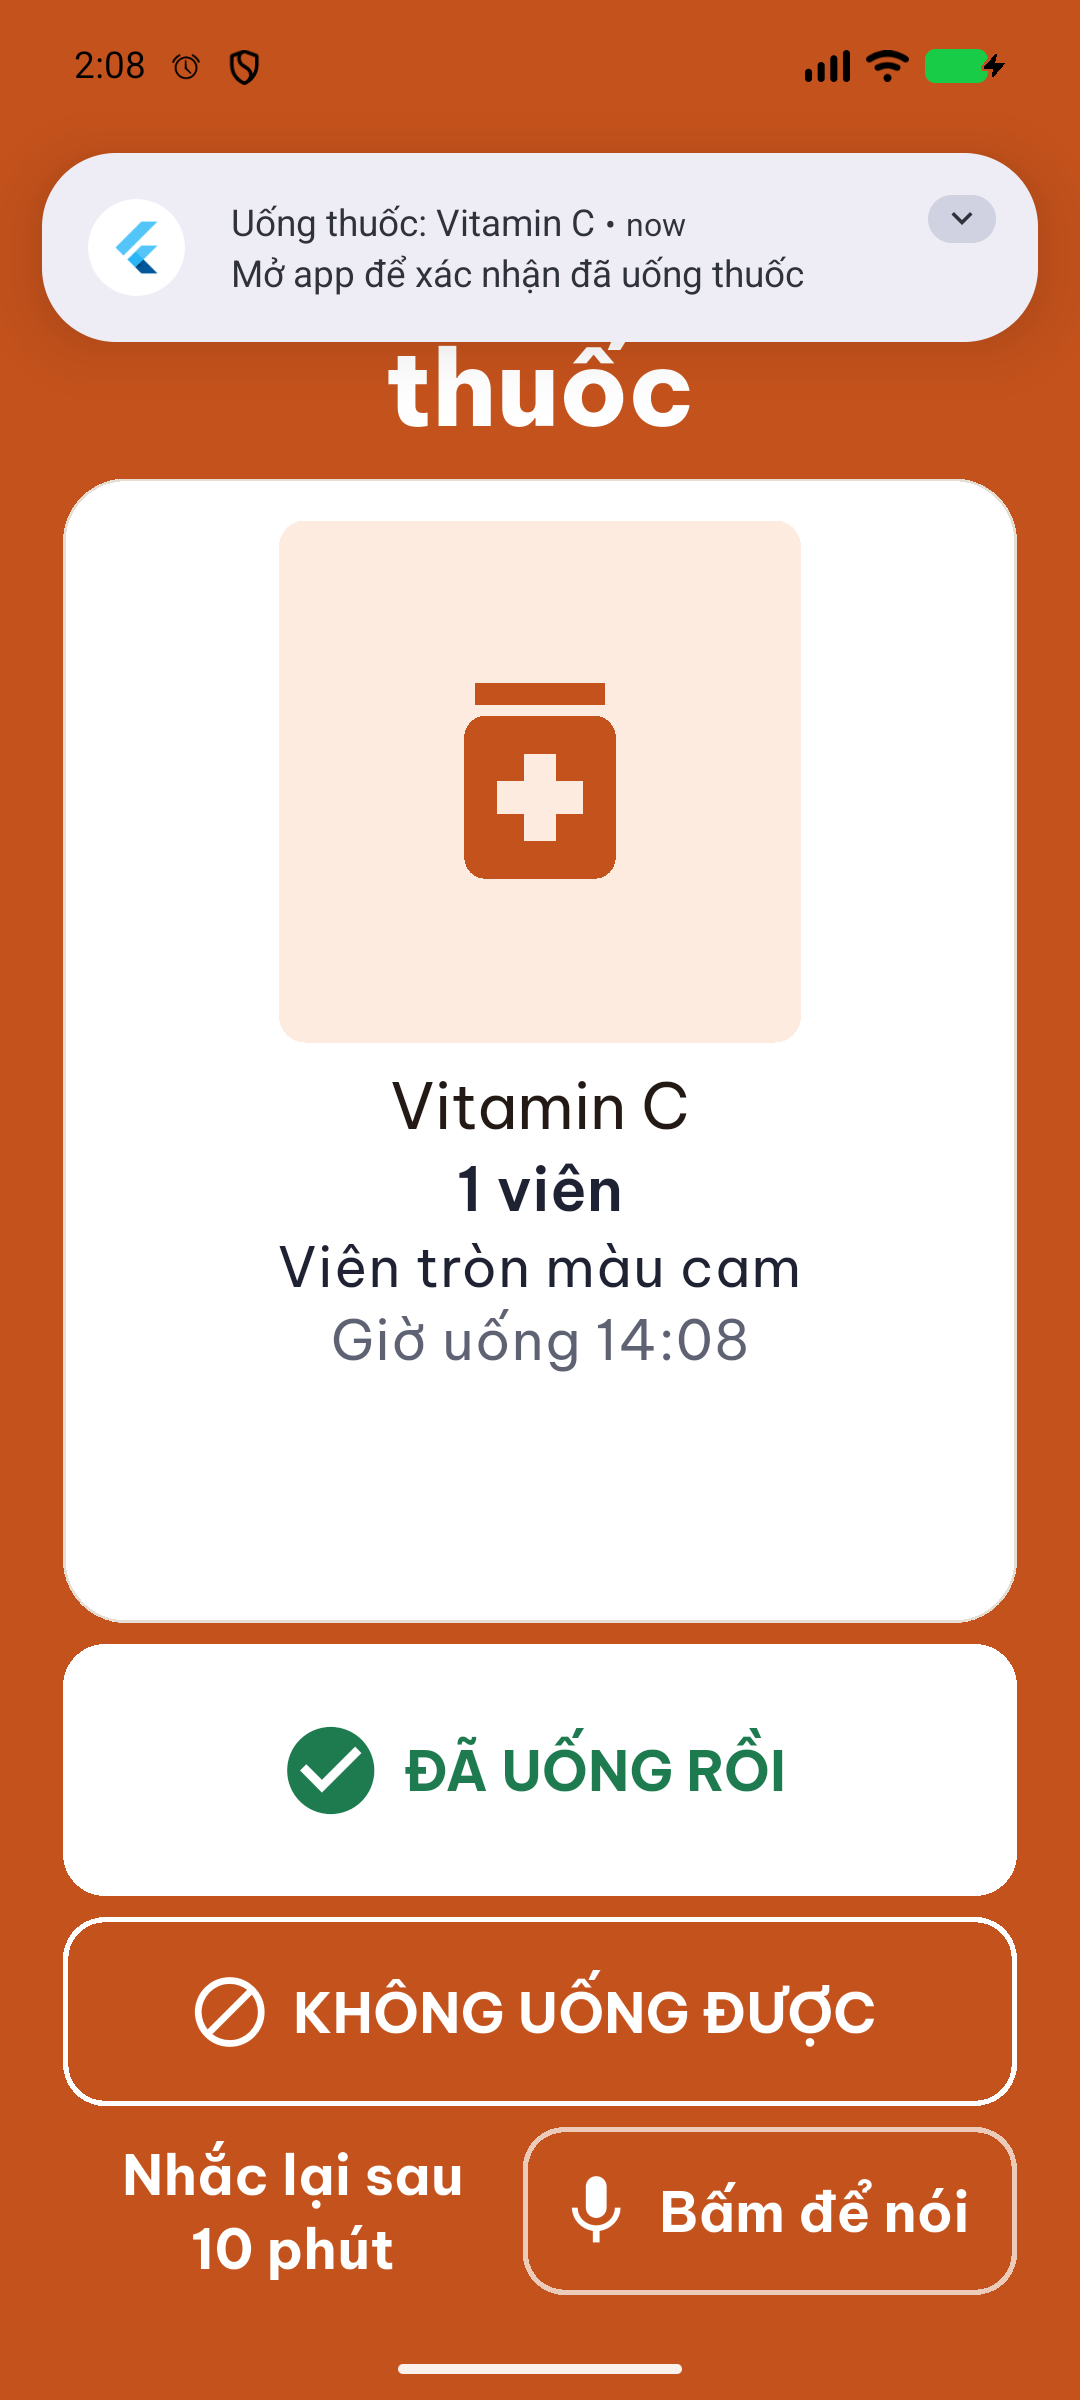 2:08
Uống thuốc: Vitamin C • now
Mở app để xác nhận đã uống thuốc
thuốc
Vitamin C
1 viên
Viên tròn màu cam
Giờ uống 14:08
ĐÃ UỐNG RỒI
KHÔNG UỐNG ĐƯỢC
Nhắc lại sau
10 phút
Bấm để nói